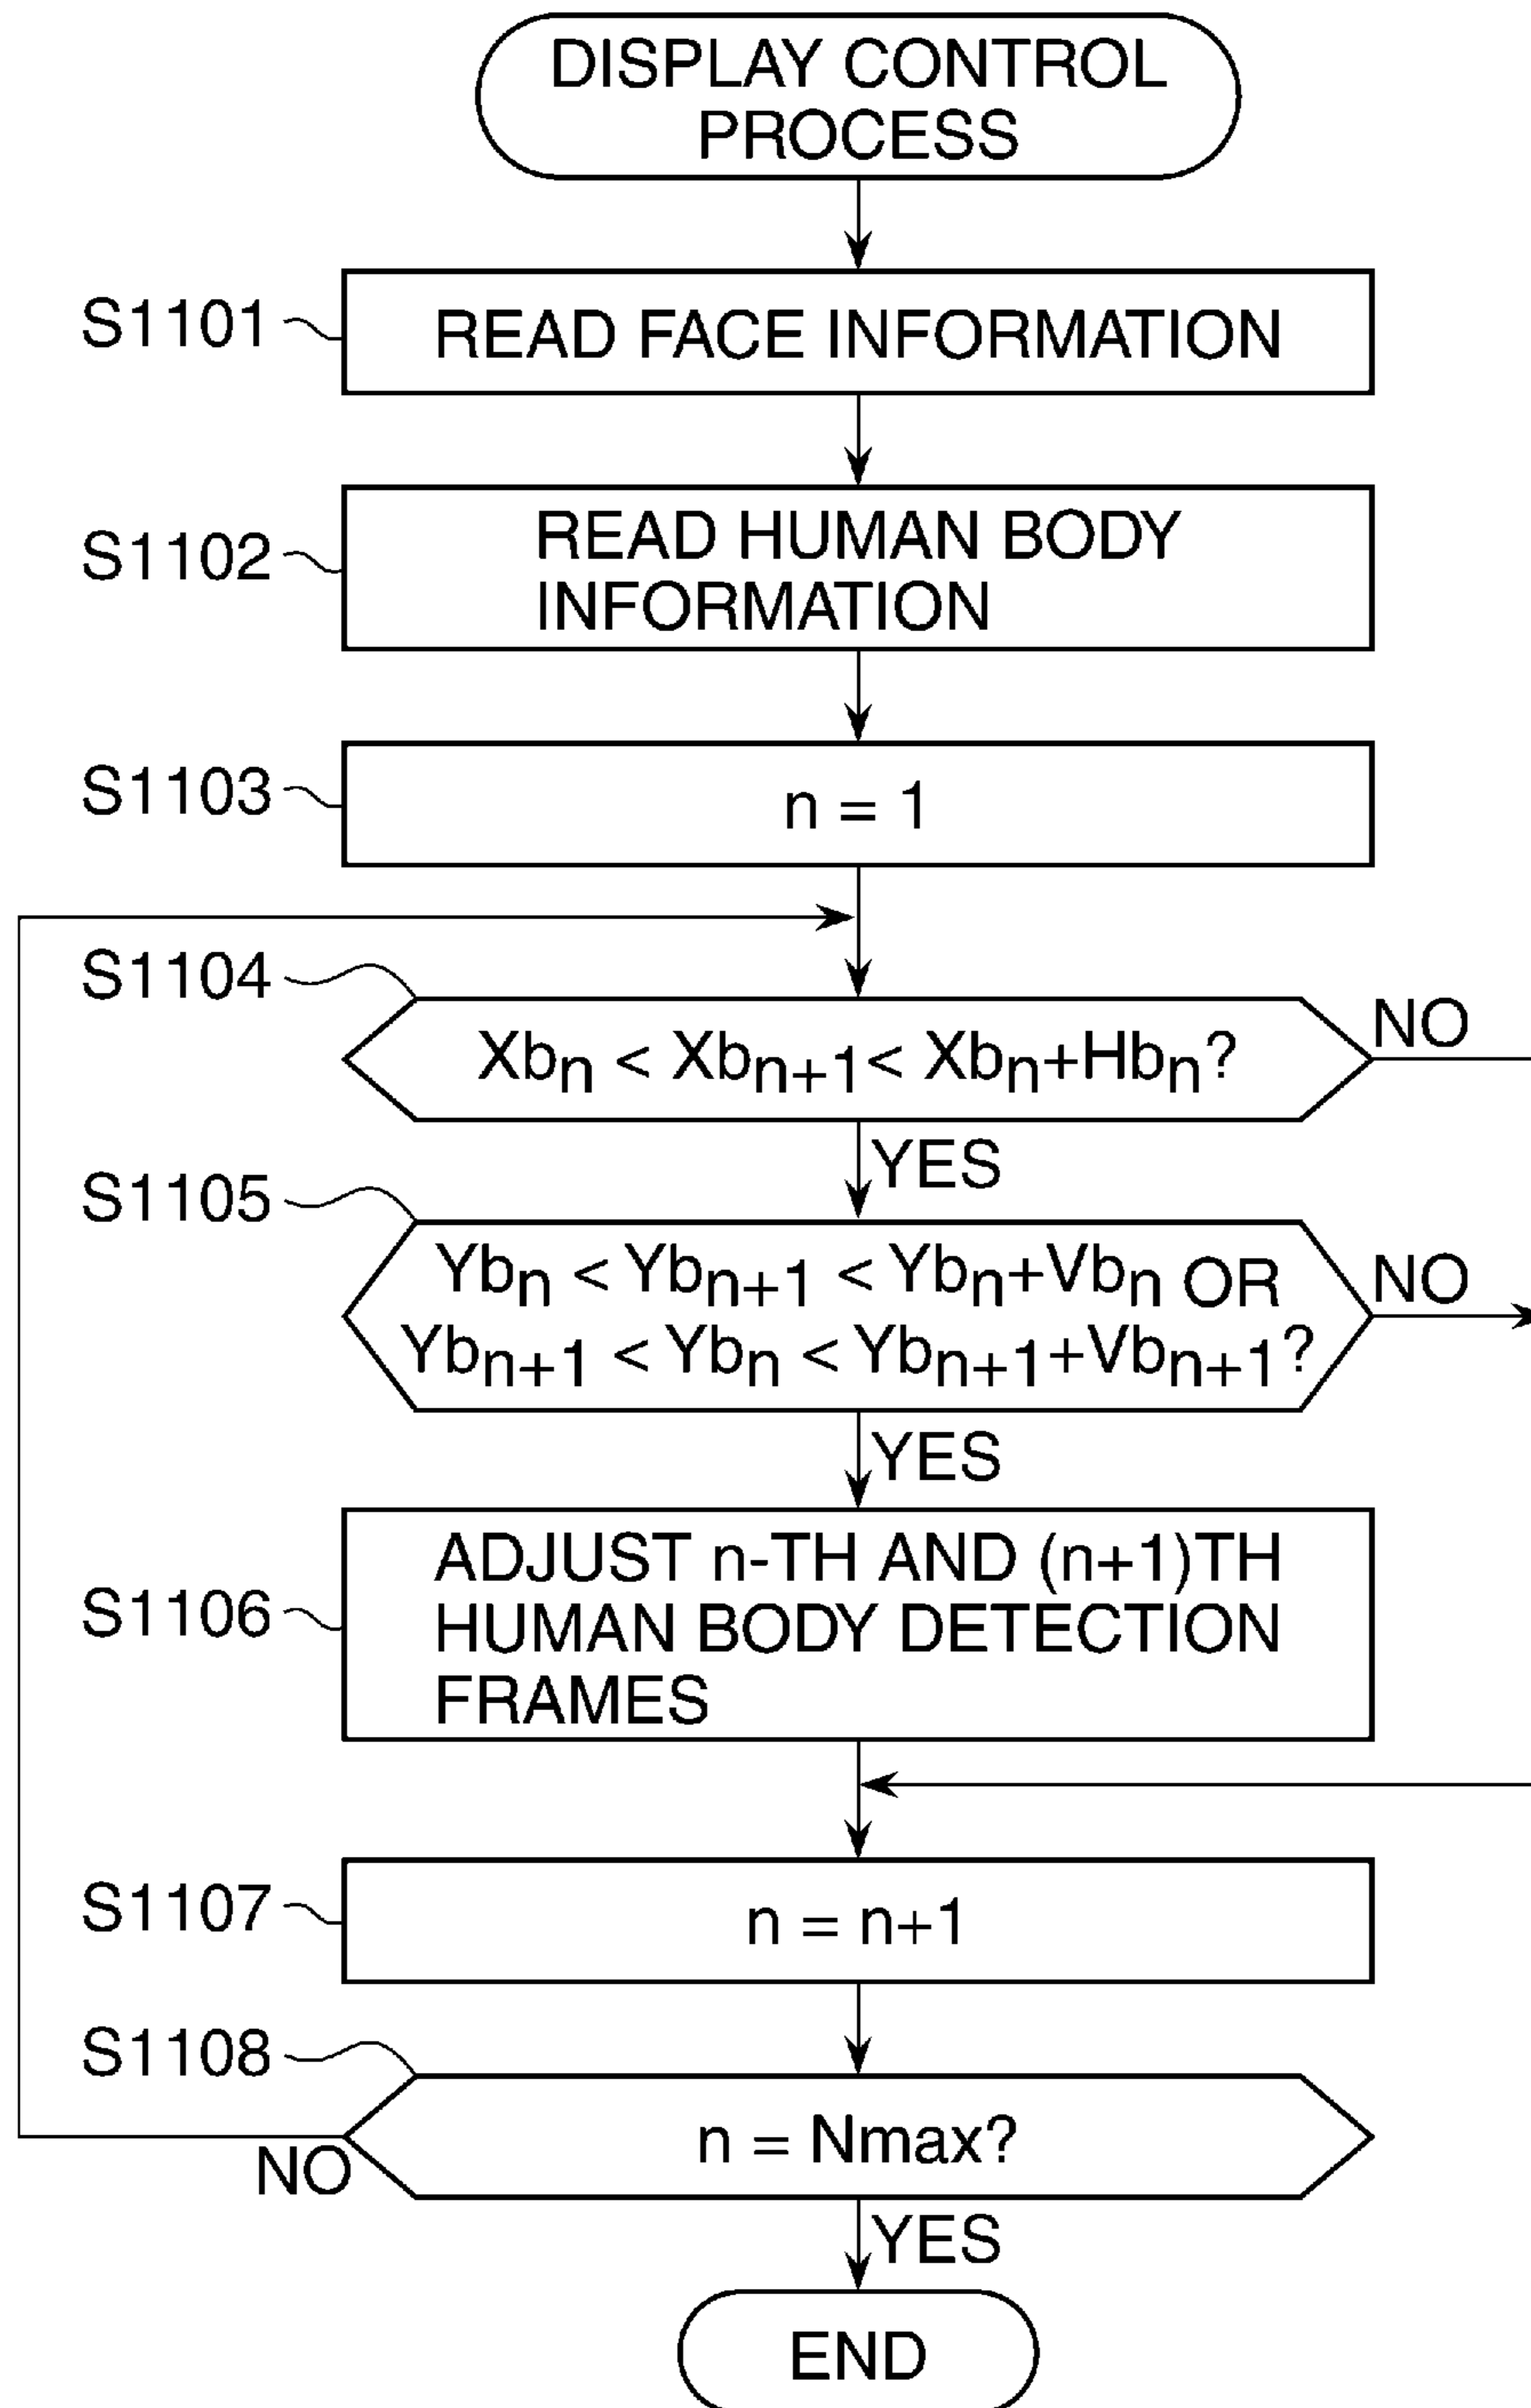 DISPLAY CONTROL
PROCESS
S1101
READ FACE INFORMATION
S1102
READ HUMAN BODY
INFORMATION
S1103
n = 1
S1104
Xbn < Xbn+1< Xbn+Hbn?
NO
YES
S1105
Ybn < Ybn+1 < Ybn+Vbn OR
Ybn+1 < Ybn < Ybn+1+Vbn+1?
NO
YES
S1106
ADJUST n-TH AND (n+1)TH
HUMAN BODY DETECTION
FRAMES
S1107
n = n+1
S1108
n = Nmax?
NO
YES
END